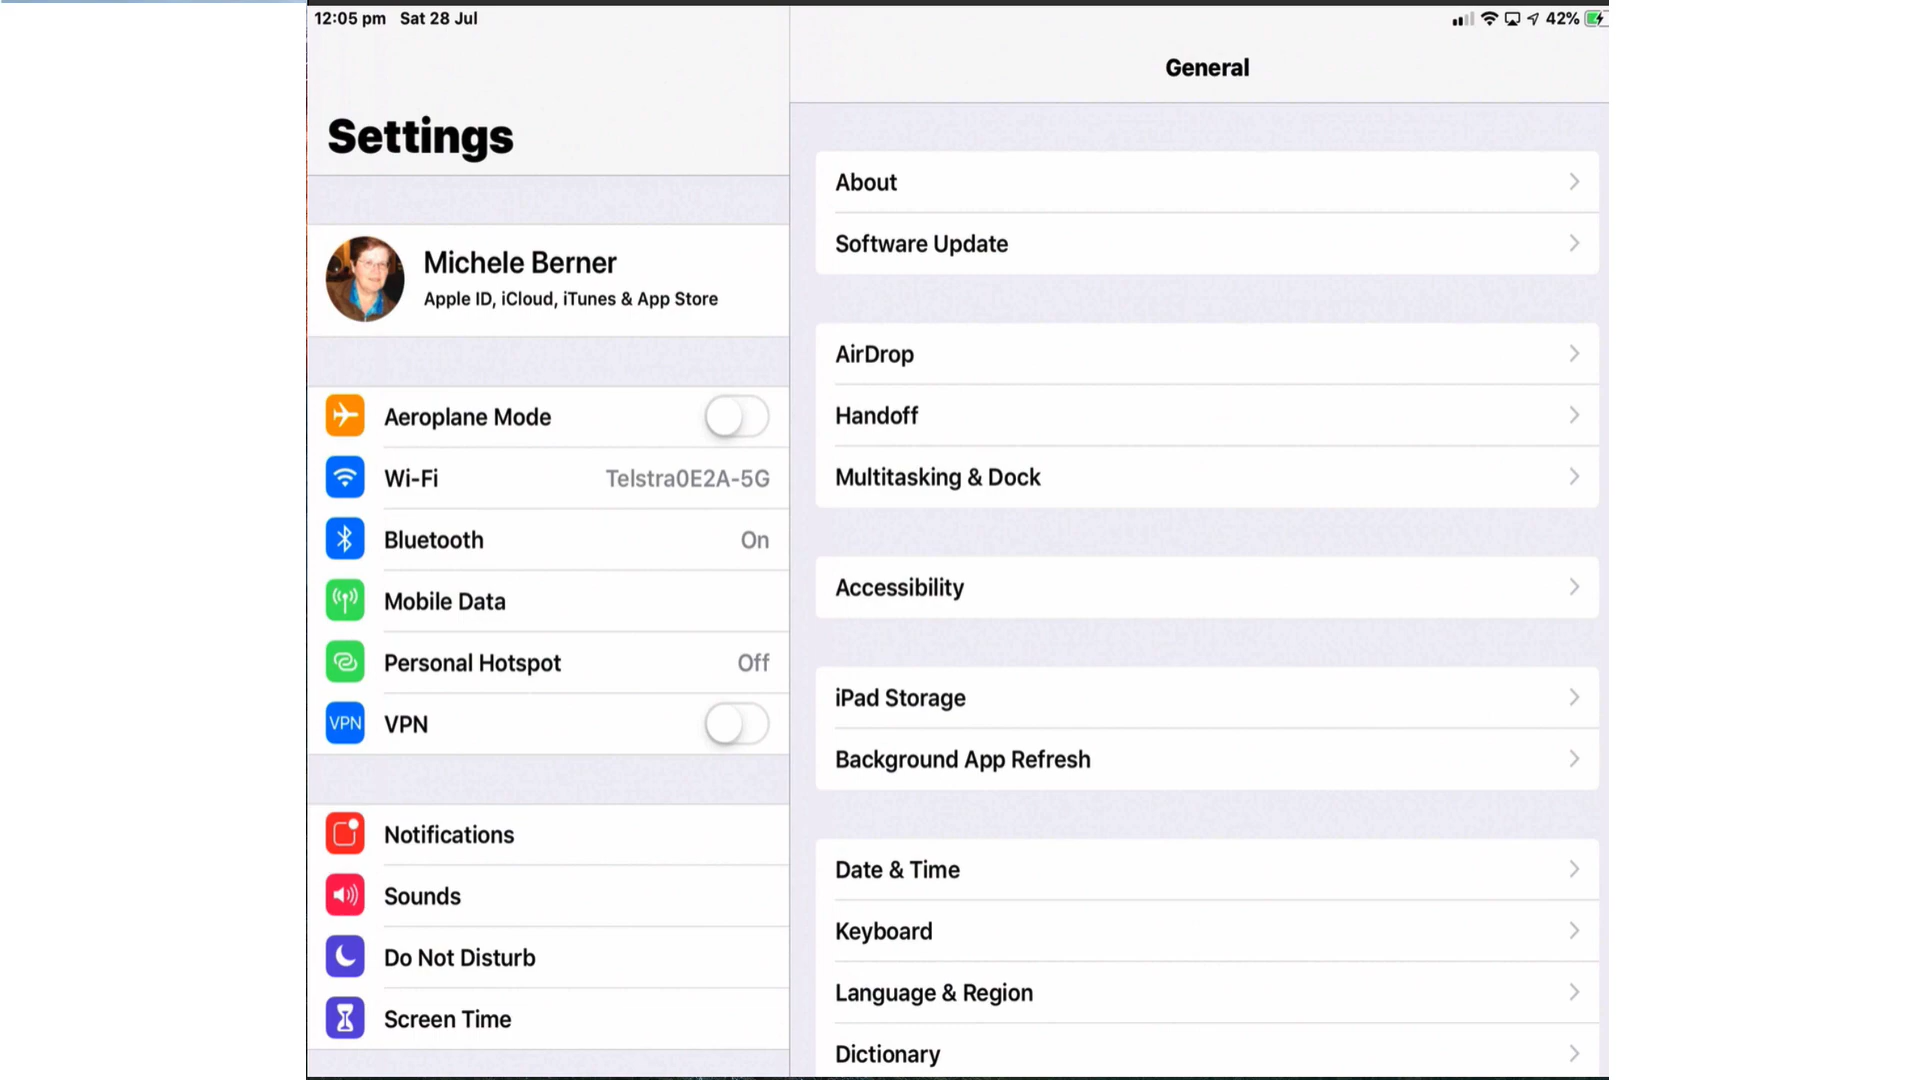 12:05 pm Sat 28 Jul
42%
Settings
Michele Berner
Apple ID, iCloud, iTunes & App Store
Aeroplane Mode
Wi-Fi Telstra0E2A-5G
Bluetooth On
Mobile Data
Personal Hotspot Off
VPN VPN
Notifications
Sounds
Do Not Disturb
Screen Time
General
About
Software Update
AirDrop
Handoff
Multitasking & Dock
Accessibility
iPad Storage
Background App Refresh
Date & Time
Keyboard
Language & Region
Dictionary